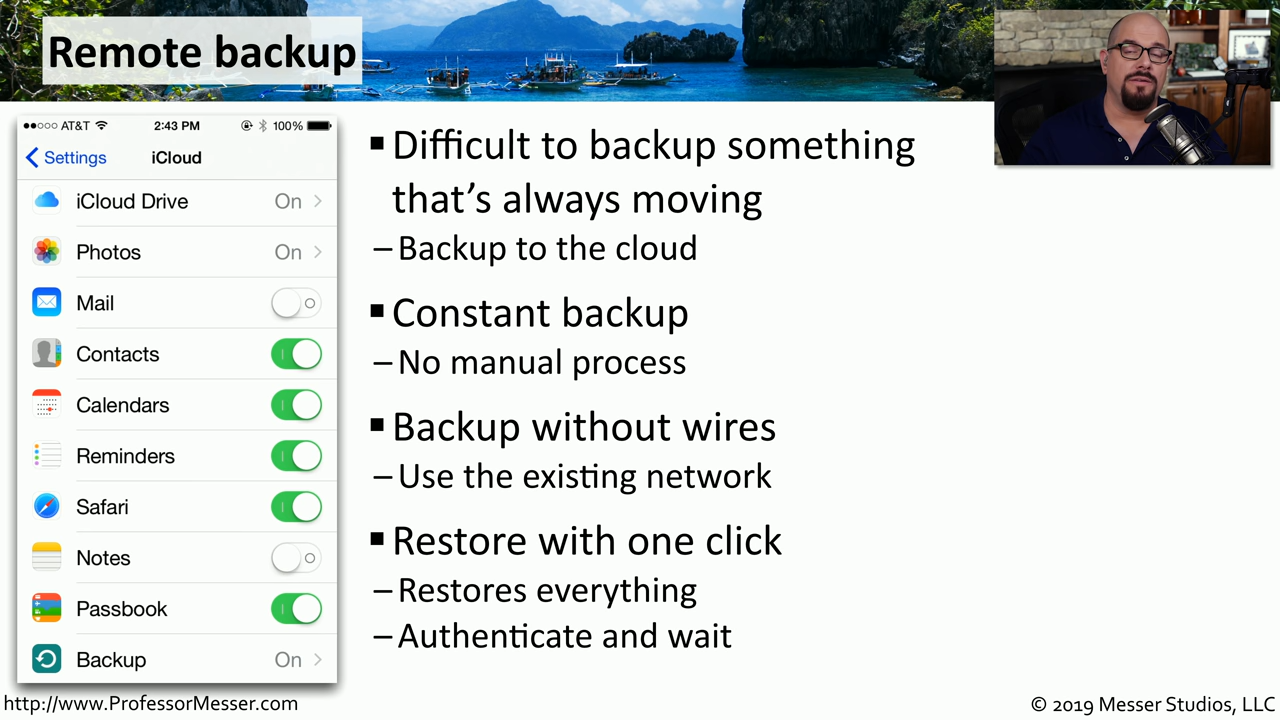 Remote backup
AT&T 2:43 PM 100%
Settings iCloud
iCloud Drive On
Photos On
Mail
Contacts
Calendars
Reminders
Safari
Notes
Passbook
Backup On
▪ Difficult to backup something
that's always moving
– Backup to the cloud
▪ Constant backup
– No manual process
▪ Backup without wires
– Use the existing network
▪ Restore with one click
– Restores everything
– Authenticate and wait
http://www.ProfessorMesser.com
© 2019 Messer Studios, LLC